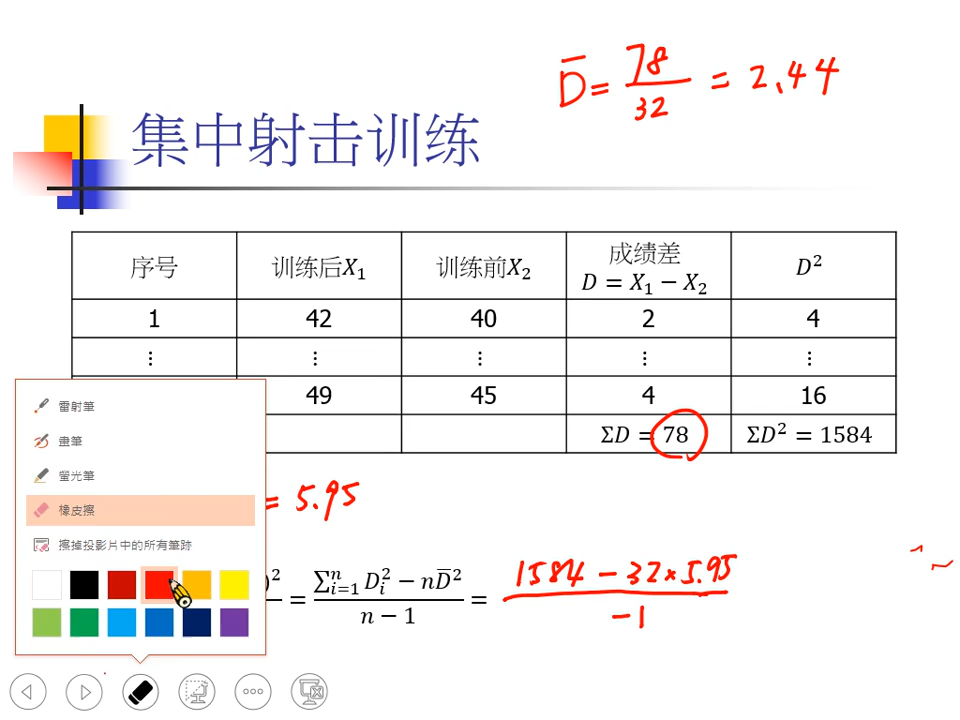 D̄ = 78/32 = 2.44
集中射击训练
序号 训练后X₁ 训练前X₂ 成绩差 D = X₁ − X₂ D²
1 42 40 2 4
⋮ ⋮ ⋮ ⋮ ⋮
49 45 4 16
ΣD = 78 ΣD² = 1584
雷射筆
畫筆
螢光筆
橡皮擦
擦掉投影片中的所有筆跡
= 5.95
)² = (∑ⁿᵢ₌₁ Dᵢ² − nD̄²)/(n − 1) = (1584 − 32 × 5.95)/(−1)